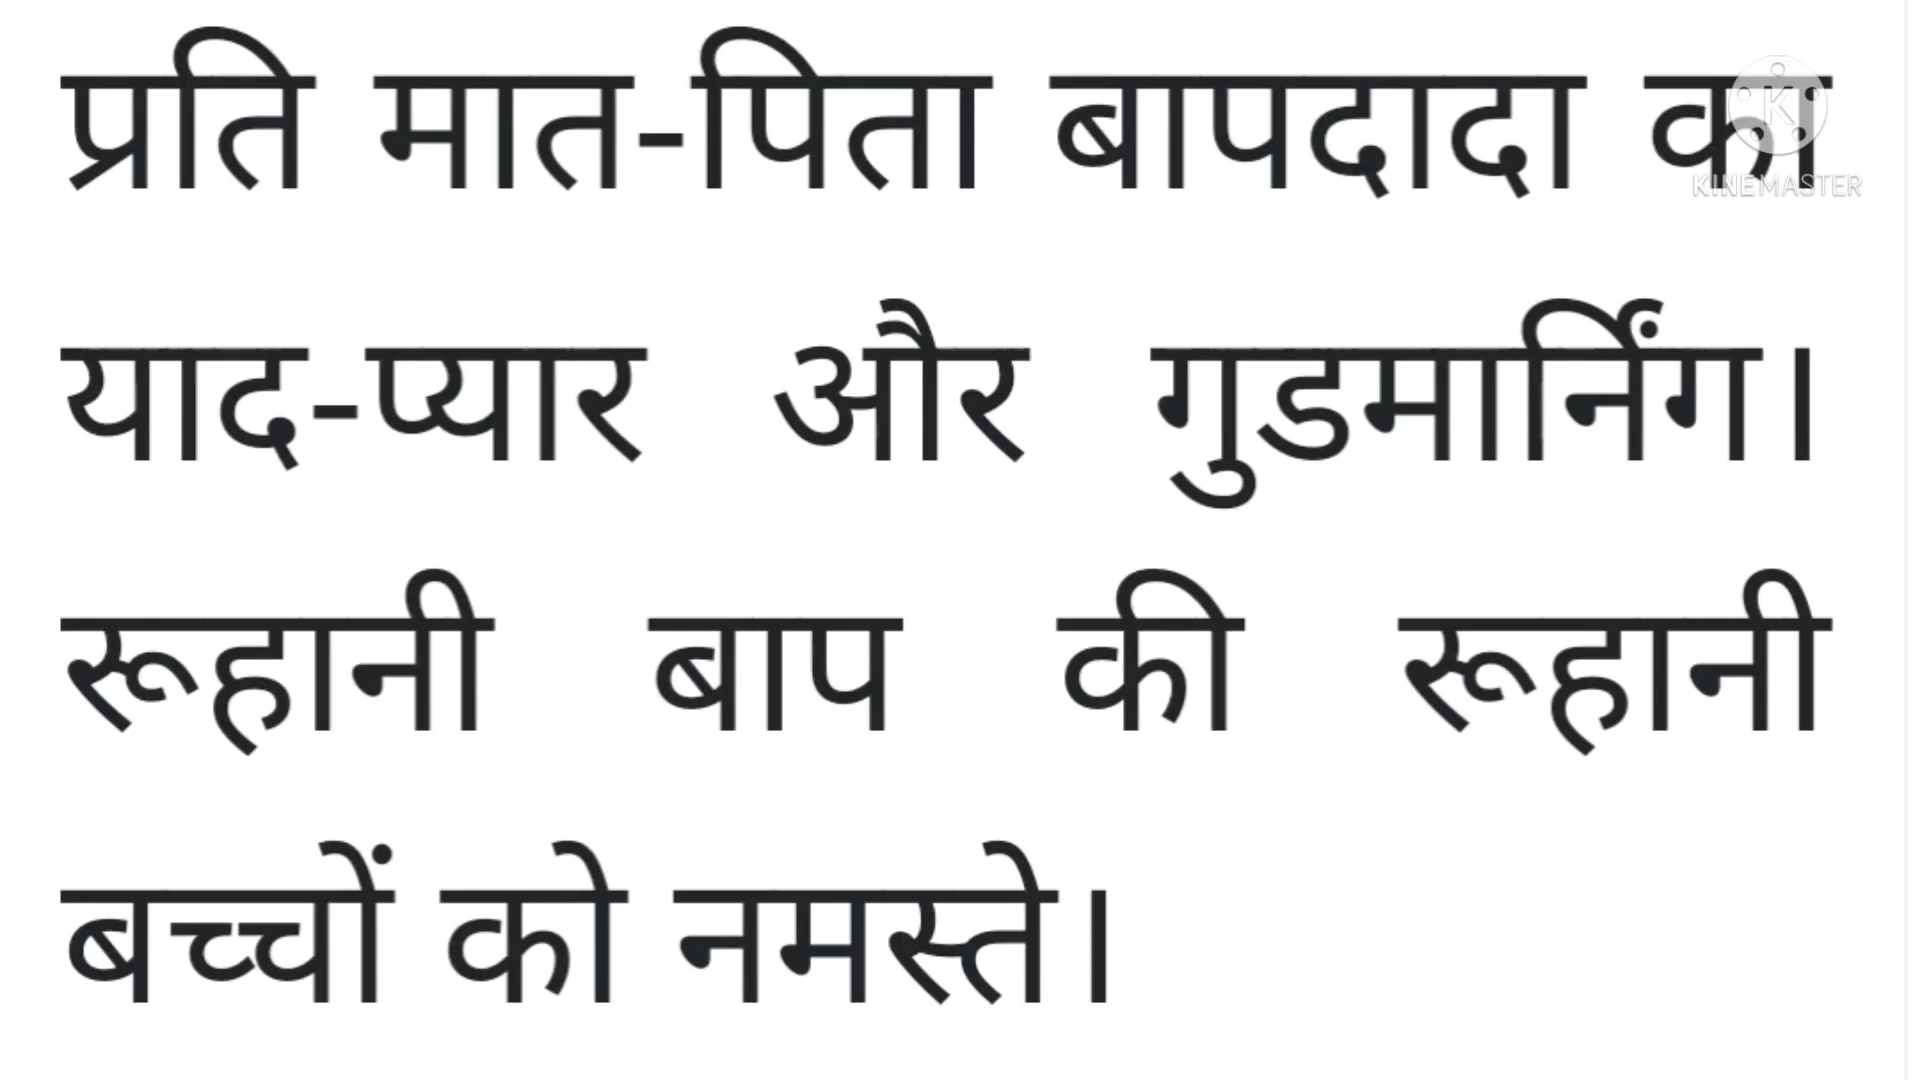 प्रति मात-पिता बापदादा का
KINEMASTER
याद-प्यार और गुडमार्निंग।
रूहानी बाप की रूहानी
बच्चों को नमस्ते।